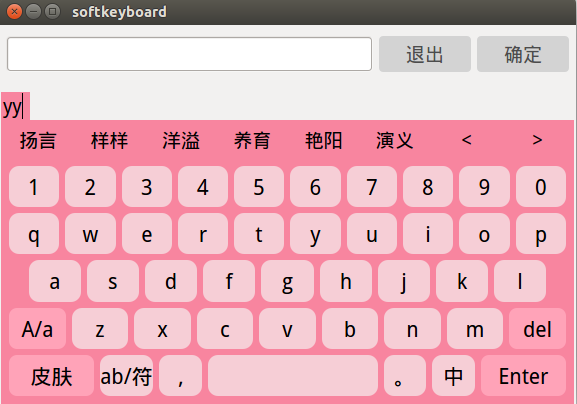 softkeyboard
退出 确定
yy
扬言 样样 洋溢 养育 艳阳 演义 < >
1 2 3 4 5 6 7 8 9 0
q w e r t y u i o p
a s d f g h j k l
A/a z x c v b n m del
皮肤 ab/符 , 。 中 Enter